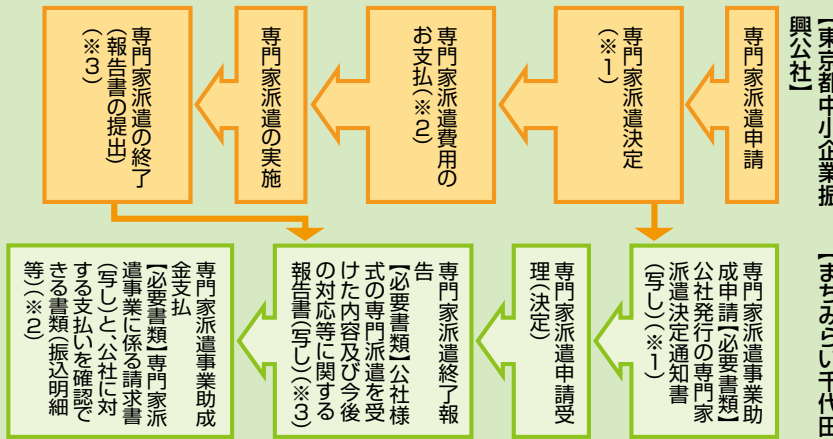 【東京都中小企業振
興公社】
専門家派遣申請
専門家派遣決定
（※1）
専門家派遣費用の
お支払（※2）
専門家派遣の実施
専門家派遣の終了
（報告書の提出）
（※3）
【まちみらい千代田
専門家派遣事業助
成申請【必要書類】
公社発行の専門家
派遣決定通知書
（写し）（※1）
専門家派遣申請受
理（決定）
専門家派遣終了報
告
【必要書類】公社様
式の専門派遣を受
けた内容及び今後
の対応等に関する
報告書（写し）（※3）
専門家派遣事業助成
金支払
【必要書類】専門家派
遣事業に係る請求書
（写し）と、公社に対
する支払いを確認で
きる書類（振込明細
等）（※2）